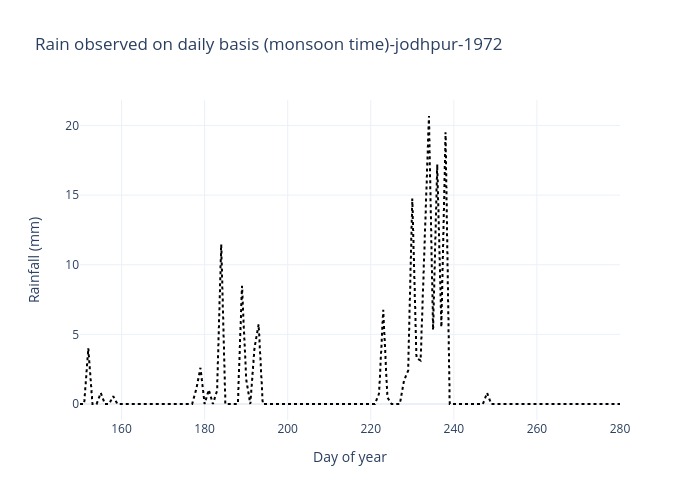 Rain observed on daily basis (monsoon time)-jodhpur-1972
Rainfall (mm)
20
15
10
5
0
160 180 200 220 240 260 280
Day of year